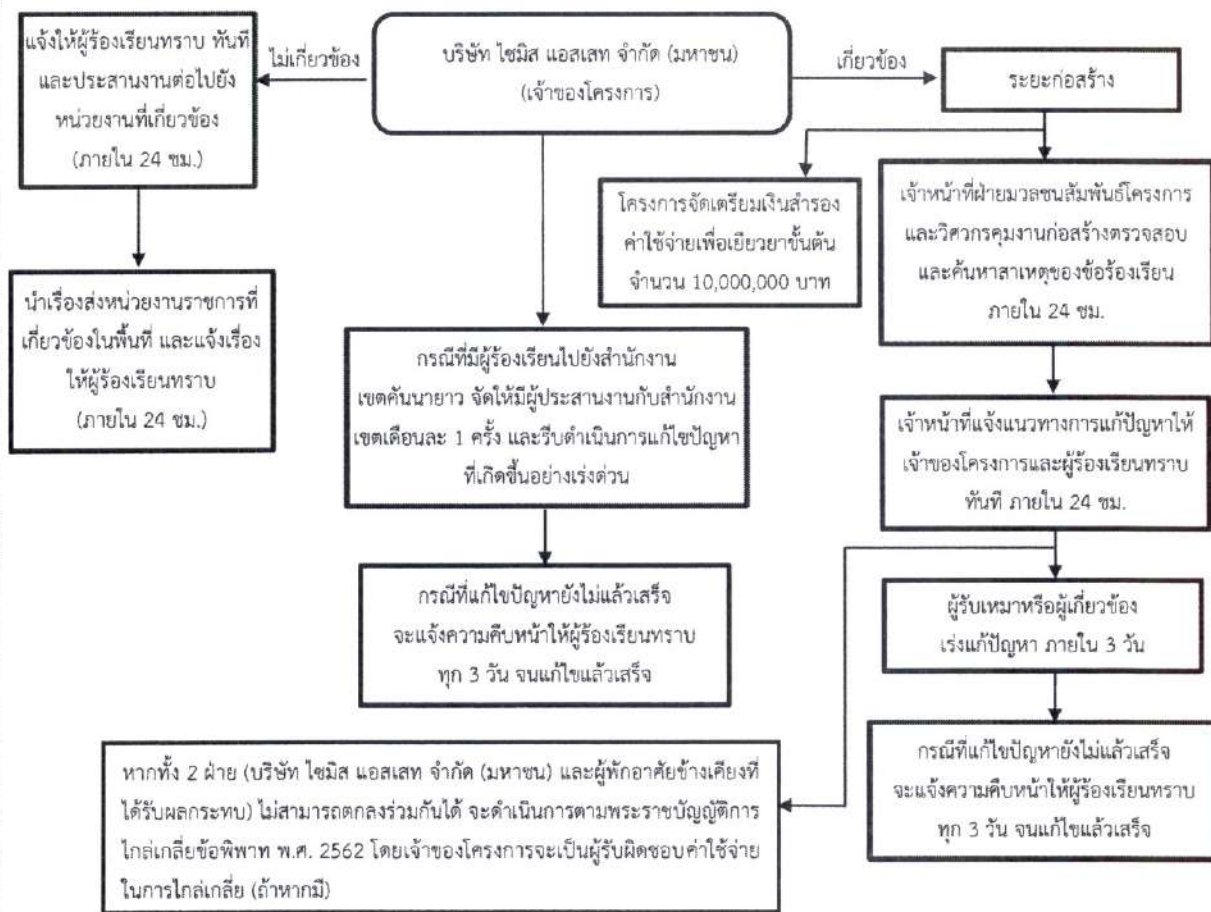 แจ้งให้ผู้ร้องเรียนทราบ ทันที
และประสานงานต่อไปยัง
หน่วยงานที่เกี่ยวข้อง
(ภายใน 24 ชม.)
ไม่เกี่ยวข้อง
บริษัท ไซมิส แอสเสท จำกัด (มหาชน)
(เจ้าของโครงการ)
เกี่ยวข้อง
ระยะก่อสร้าง
โครงการจัดเตรียมเงินสำรอง
ค่าใช้จ่ายเพื่อเยียวยาขั้นต้น
จำนวน 10,000,000 บาท
เจ้าหน้าที่ฝ่ายมวลชนสัมพันธ์โครงการ
และวิศวกรคุมงานก่อสร้างตรวจสอบ
และค้นหาสาเหตุของข้อร้องเรียน
ภายใน 24 ชม.
นำเรื่องส่งหน่วยงานราชการที่
เกี่ยวข้องในพื้นที่ และแจ้งเรื่อง
ให้ผู้ร้องเรียนทราบ
(ภายใน 24 ชม.)
กรณีที่มีผู้ร้องเรียนไปยังสำนักงาน
เขตคันนายาว จัดให้มีผู้ประสานงานกับสำนักงาน
เขตเดือนละ 1 ครั้ง และรีบดำเนินการแก้ไขปัญหา
ที่เกิดขึ้นอย่างเร่งด่วน
เจ้าหน้าที่แจ้งแนวทางการแก้ปัญหาให้
เจ้าของโครงการและผู้ร้องเรียนทราบ
ทันที ภายใน 24 ชม.
กรณีที่แก้ไขปัญหายังไม่แล้วเสร็จ
จะแจ้งความคืบหน้าให้ผู้ร้องเรียนทราบ
ทุก 3 วัน จนแก้ไขแล้วเสร็จ
ผู้รับเหมาหรือผู้เกี่ยวข้อง
เร่งแก้ปัญหา ภายใน 3 วัน
กรณีที่แก้ไขปัญหายังไม่แล้วเสร็จ
จะแจ้งความคืบหน้าให้ผู้ร้องเรียนทราบ
ทุก 3 วัน จนแก้ไขแล้วเสร็จ
หากทั้ง 2 ฝ่าย (บริษัท ไซมิส แอสเสท จำกัด (มหาชน) และผู้พักอาศัยข้างเคียงที่
ได้รับผลกระทบ) ไม่สามารถตกลงร่วมกันได้ จะดำเนินการตามพระราชบัญญัติการ
ไกล่เกลี่ยข้อพิพาท พ.ศ. 2562 โดยเจ้าของโครงการจะเป็นผู้รับผิดชอบค่าใช้จ่าย
ในการไกล่เกลี่ย (ถ้าหากมี)